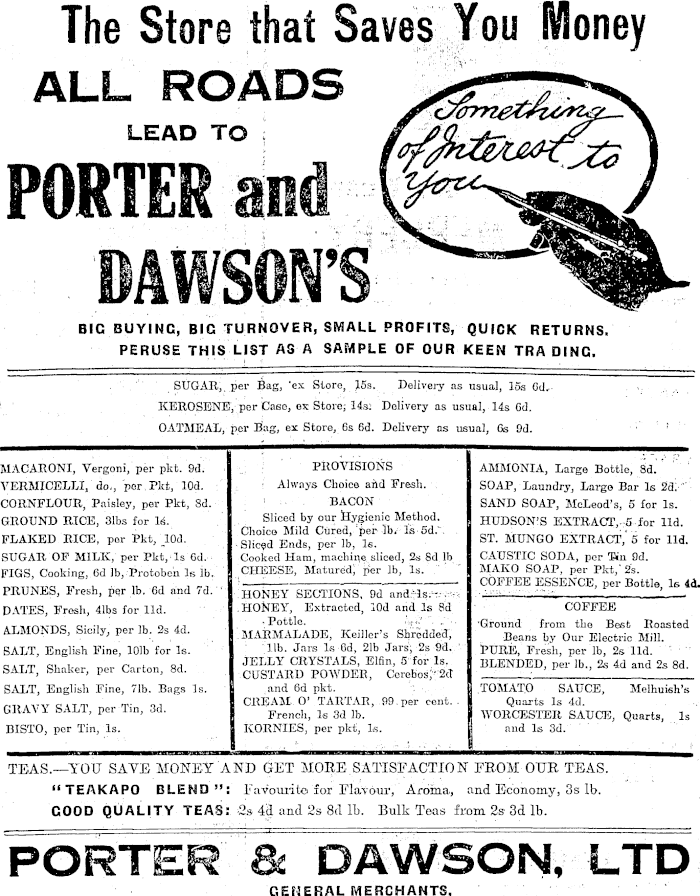 The Store that Saves You Money
ALL ROADS
LEAD TO
PORTER and
DAWSON'S
Something
of Interest to
You
BIG BUYING, BIG TURNOVER, SMALL PROFITS, QUICK RETURNS.
PERUSE THIS LIST AS A SAMPLE OF OUR KEEN TRADING.
SUGAR, per Bag, ex Store, 15s. Delivery as usual, 15s 6d.
KEROSENE, per Case, ex Store, 14s. Delivery as usual, 14s 6d.
OATMEAL, per Bag, ex Store, 6s 6d. Delivery as usual, 6s 9d.
MACARONI, Vergoni, per pkt. 9d.
VERMICELLI, do., per Pkt, 10d.
CORNFLOUR, Paisley, per Pkt, 8d.
GROUND RICE, 3lbs for 1s.
FLAKED RICE, per Pkt, 10d.
SUGAR OF MILK, per Pkt, 1s 6d.
FIGS, Cooking, 6d lb, Protoben 1s lb.
PRUNES, Fresh, per lb. 6d and 7d.
DATES, Fresh, 4lbs for 11d.
ALMONDS, Sicily, per lb. 2s 4d.
SALT, English Fine, 10lb for 1s.
SALT, Shaker, per Carton, 8d.
SALT, English Fine, 7lb. Bags 1s.
GRAVY SALT, per Tin, 3d.
BISTO, per Tin, 1s.
PROVISIONS
Always Choice and Fresh.
BACON
Sliced by our Hygienic Method.
Choice Mild Cured, per lb. 1s 5d.
Sliced Ends, per lb, 1s.
Cooked Ham, machine sliced, 2s 8d lb
CHEESE, Matured, per lb, 1s.
HONEY SECTIONS, 9d and 1s.
HONEY, Extracted, 10d and 1s 8d
Pottle.
MARMALADE, Keiller's Shredded,
1lb. Jars 1s 6d, 2lb Jars, 2s 9d.
JELLY CRYSTALS, Elfin, 5 for 1s.
CUSTARD POWDER, Cerebos, 2d
and 6d pkt.
CREAM O' TARTAR, 99 per cent.
French, 1s 3d lb.
KORNIES, per pkt, 1s.
AMMONIA, Large Bottle, 8d.
SOAP, Laundry, Large Bar 1s 2d.
SAND SOAP, McLeod's, 5 for 1s.
HUDSON'S EXTRACT, 5 for 11d.
ST. MUNGO EXTRACT, 5 for 11d.
CAUSTIC SODA, per Tin 9d.
MAKO SOAP, per Pkt, 2s.
COFFEE ESSENCE, per Bottle, 1s 4d.
COFFEE
Ground from the Best Roasted
Beans by Our Electric Mill.
PURE, Fresh, per lb, 2s 11d.
BLENDED, per lb., 2s 4d and 2s 8d.
TOMATO SAUCE, Melhuish's
Quarts 1s 4d.
WORCESTER SAUCE, Quarts, 1s
and 1s 3d.
TEAS.—YOU SAVE MONEY AND GET MORE SATISFACTION FROM OUR TEAS.
"TEAKAPO BLEND": Favourite for Flavour, Aroma, and Economy, 3s lb.
GOOD QUALITY TEAS: 2s 4d and 2s 8d lb. Bulk Teas from 2s 3d lb.
PORTER & DAWSON, LTD
GENERAL MERCHANTS,